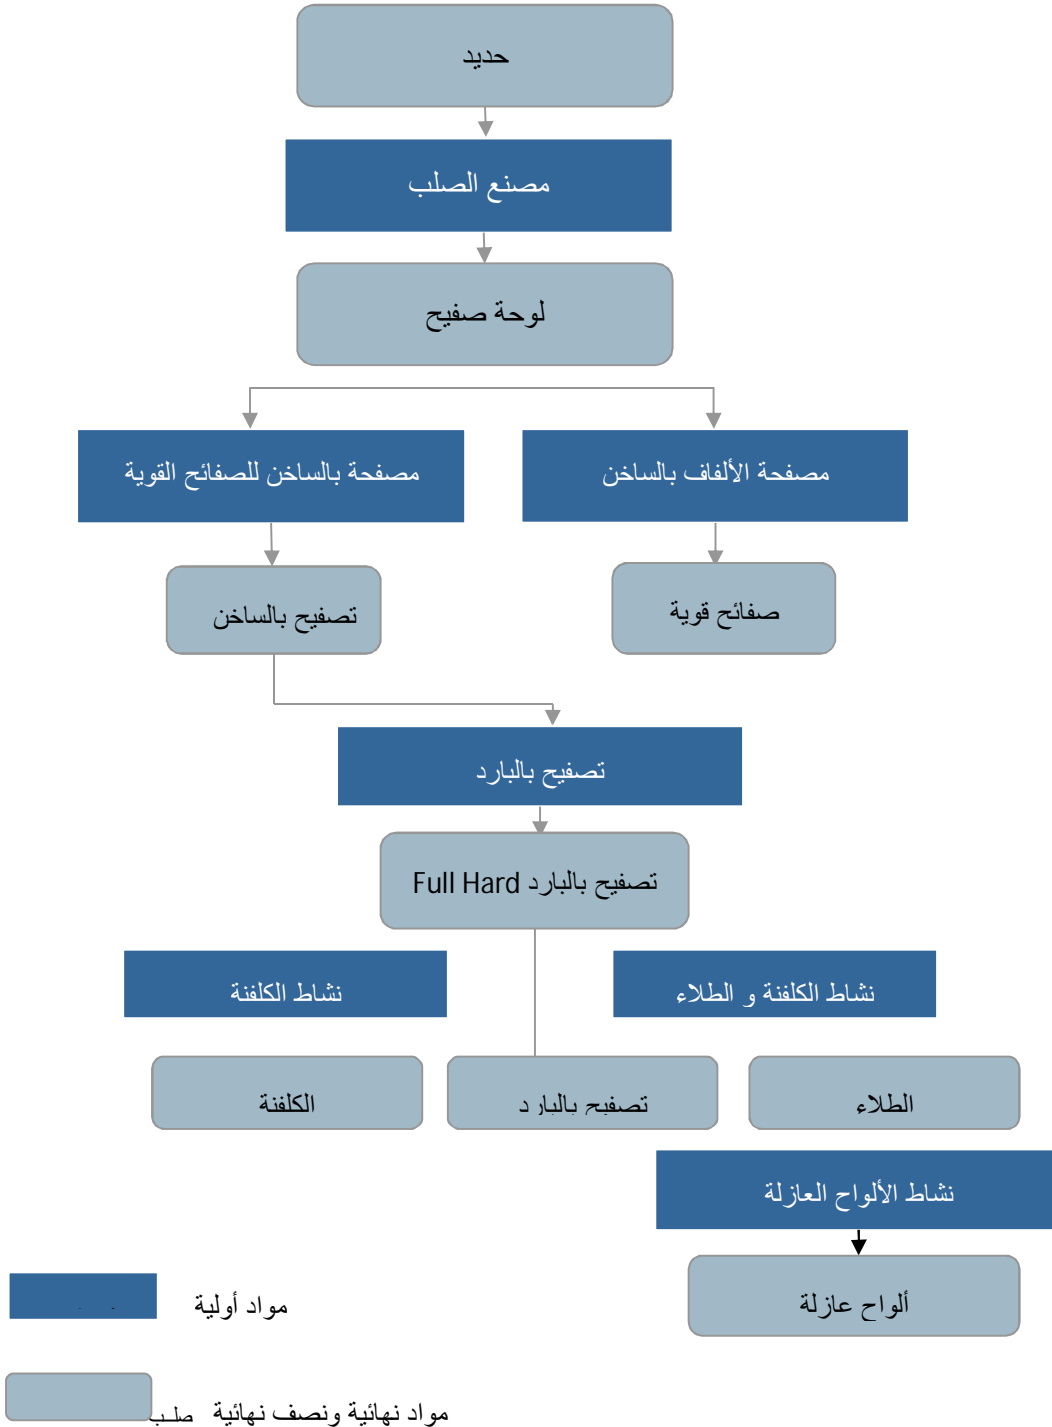 حديد
مصنع الصلب
لوحة صفيح
مصفحة الألفاف بالساخن
مصفحة بالساخن للصفائح القوية
صفائح قوية
تصفيح بالساخن
تصفيح بالبارد
تصفيح بالبارد Full Hard
نشاط الكلفنة و الطلاء
نشاط الكلفنة
الطلاء
تصفيح بالبارد
الكلفنة
نشاط الألواح العازلة
ألواح عازلة
مواد أولية
مواد نهائية ونصف نهائية
صلب